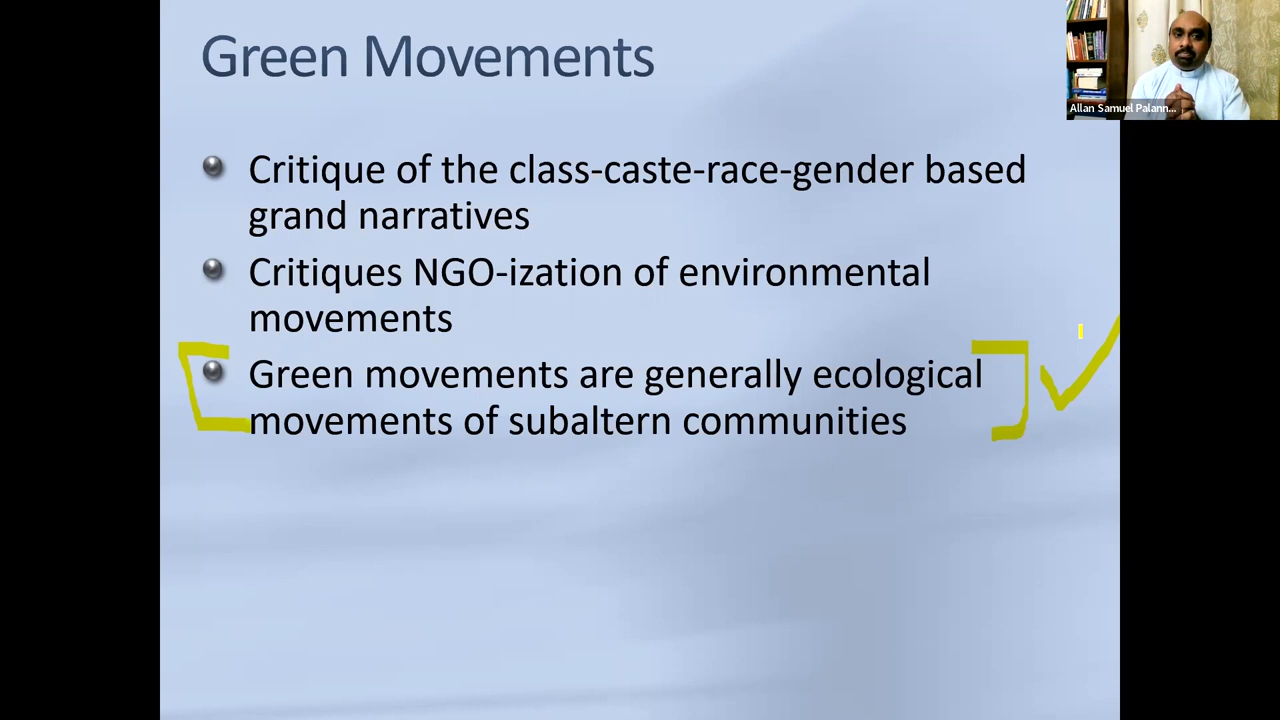 Green Movements
Allan Samuel Palann...
Critique of the class-caste-race-gender based
grand narratives
Critiques NGO-ization of environmental
movements
Green movements are generally ecological
movements of subaltern communities